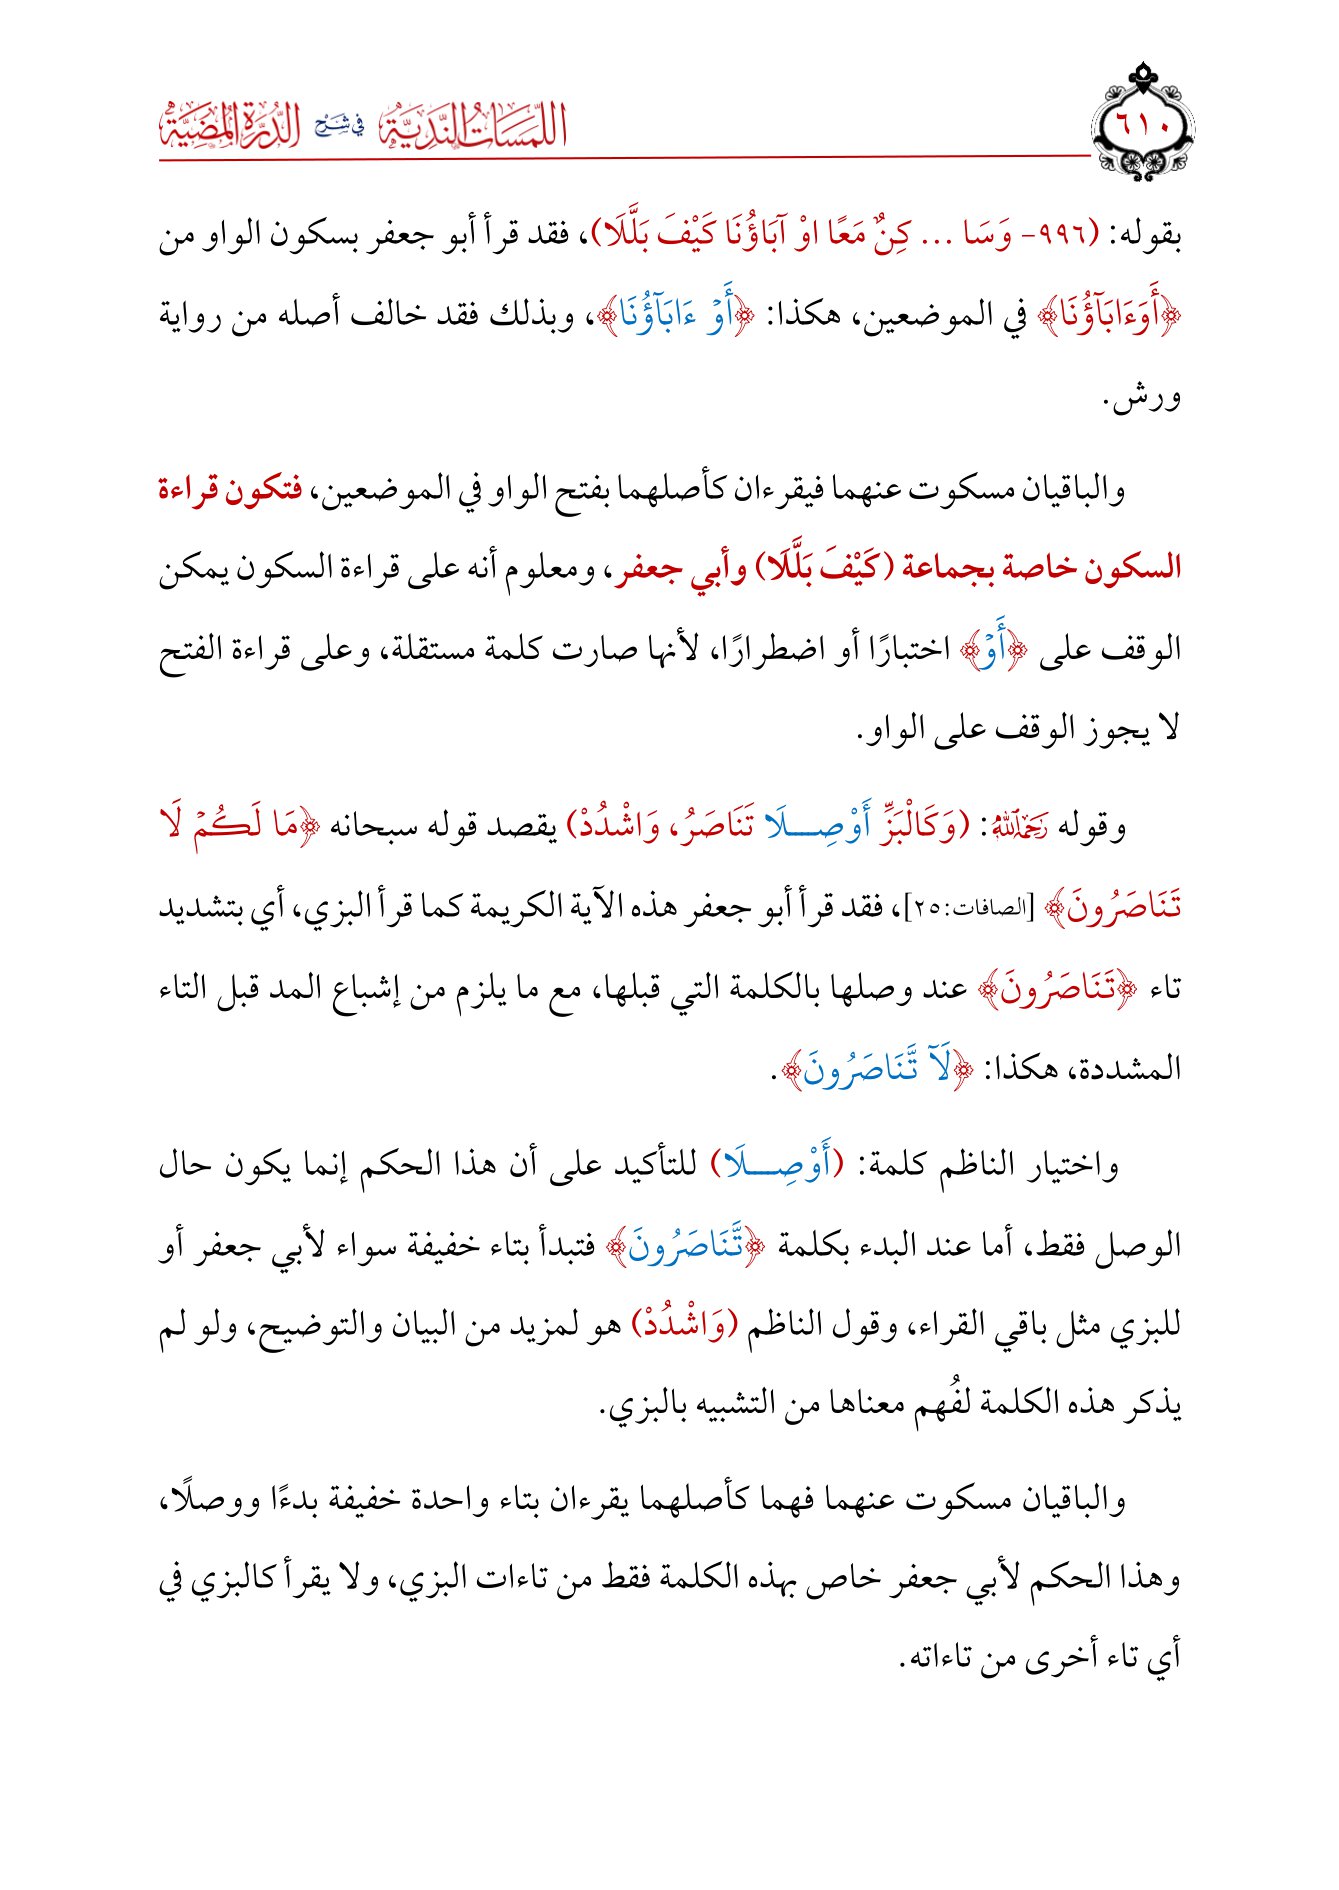 ٦١٠
اللَّمَسَاتُ النَّدِيَّةُ فِي شَرْحِ الدُّرَّةِ الْمُضِيَّةِ
بقوله: (٩٩٦- وَسَا ... كِنٌ مَعًا اوْ آبَاؤُنَا كَيْفَ بَلَّلَا)، فقد قرأ أبو جعفر بسكون الواو من
﴿أَوَءَابَآؤُنَا﴾ في الموضعين، هكذا: ﴿أَوۡ ءَابَآؤُنَا﴾، وبذلك فقد خالف أصله من رواية
ورش.
والباقيان مسكوت عنهما فيقرءان كأصلهما بفتح الواو في الموضعين، فتكون قراءة
السكون خاصة بجماعة (كَيْفَ بَلَّلَا) وأبي جعفر، ومعلوم أنه على قراءة السكون يمكن
الوقف على ﴿أَوۡ﴾ اختبارًا أو اضطرارًا، لأنها صارت كلمة مستقلة، وعلى قراءة الفتح
لا يجوز الوقف على الواو.
وقوله رَحِمَهُ ٱللَّهُ: (وَكَالْبَزِّ أَوْصِـــلَا تَنَاصَرُ، وَاشْدُدْ) يقصد قوله سبحانه ﴿مَا لَكُمۡ لَا
تَنَاصَرُونَ﴾ [الصافات:٢٥]، فقد قرأ أبو جعفر هذه الآية الكريمة كما قرأ البزي، أي بتشديد
تاء ﴿تَنَاصَرُونَ﴾ عند وصلها بالكلمة التي قبلها، مع ما يلزم من إشباع المد قبل التاء
المشددة، هكذا: ﴿لَآ تَّنَاصَرُونَ﴾.
واختيار الناظم كلمة: (أَوْصِـــلَا) للتأكيد على أن هذا الحكم إنما يكون حال
الوصل فقط، أما عند البدء بكلمة ﴿تَّنَاصَرُونَ﴾ فتبدأ بتاء خفيفة سواء لأبي جعفر أو
للبزي مثل باقي القراء، وقول الناظم (وَاشْدُدْ) هو لمزيد من البيان والتوضيح، ولو لم
يذكر هذه الكلمة لفُهم معناها من التشبيه بالبزي.
والباقيان مسكوت عنهما فهما كأصلهما يقرءان بتاء واحدة خفيفة بدءًا ووصلًا،
وهذا الحكم لأبي جعفر خاص بهذه الكلمة فقط من تاءات البزي، ولا يقرأ كالبزي في
أي تاء أخرى من تاءاته.